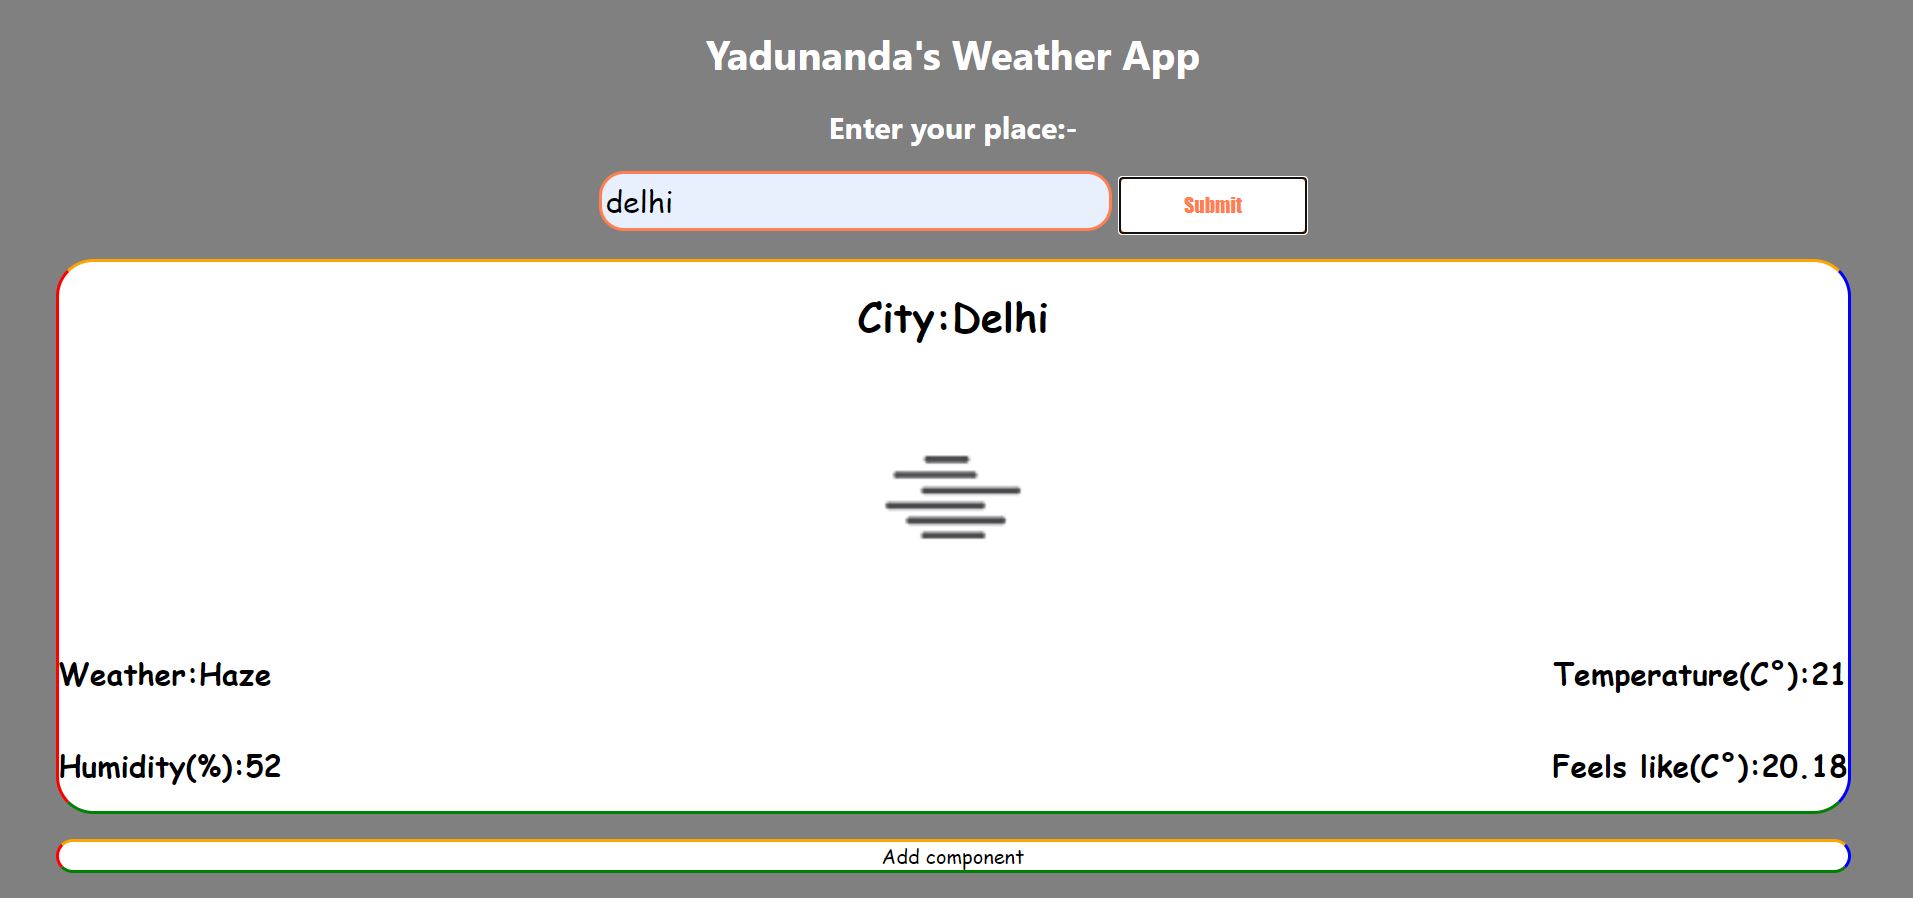 Yadunanda's Weather App
Enter your place:-
delhi
Submit
City:Delhi
Weather:Haze
Temperature(C°):21
Humidity(%):52
Feels like(C°):20.18
Add component